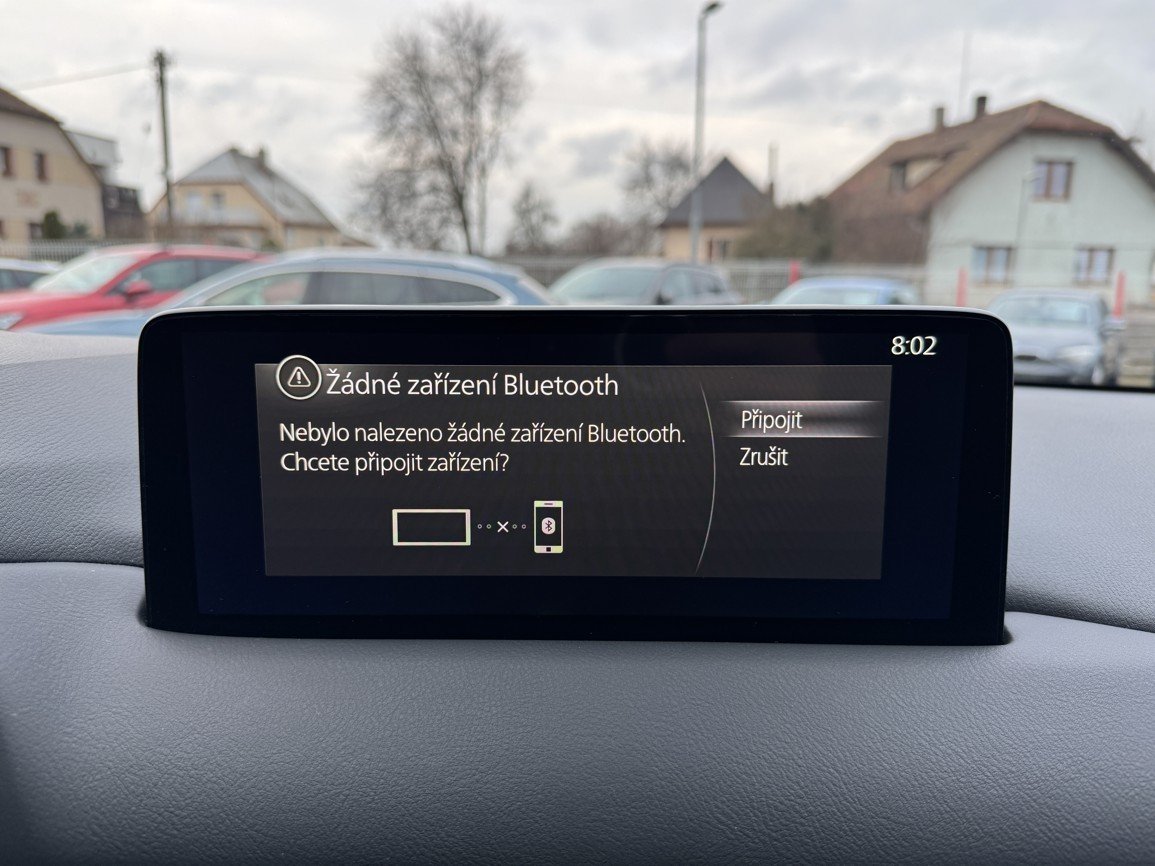 8:02
Žádné zařízení Bluetooth
Nebylo nalezeno žádné zařízení Bluetooth.
Chcete připojit zařízení?
Připojit
Zrušit